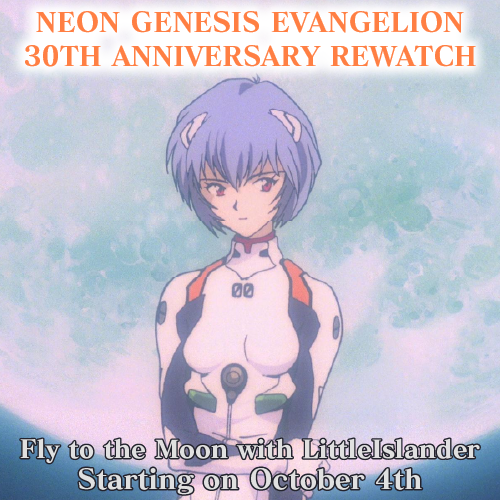 NEON GENESIS EVANGELION
30TH ANNIVERSARY REWATCH
00
Fly to the Moon with LittleIslander
Starting on October 4th